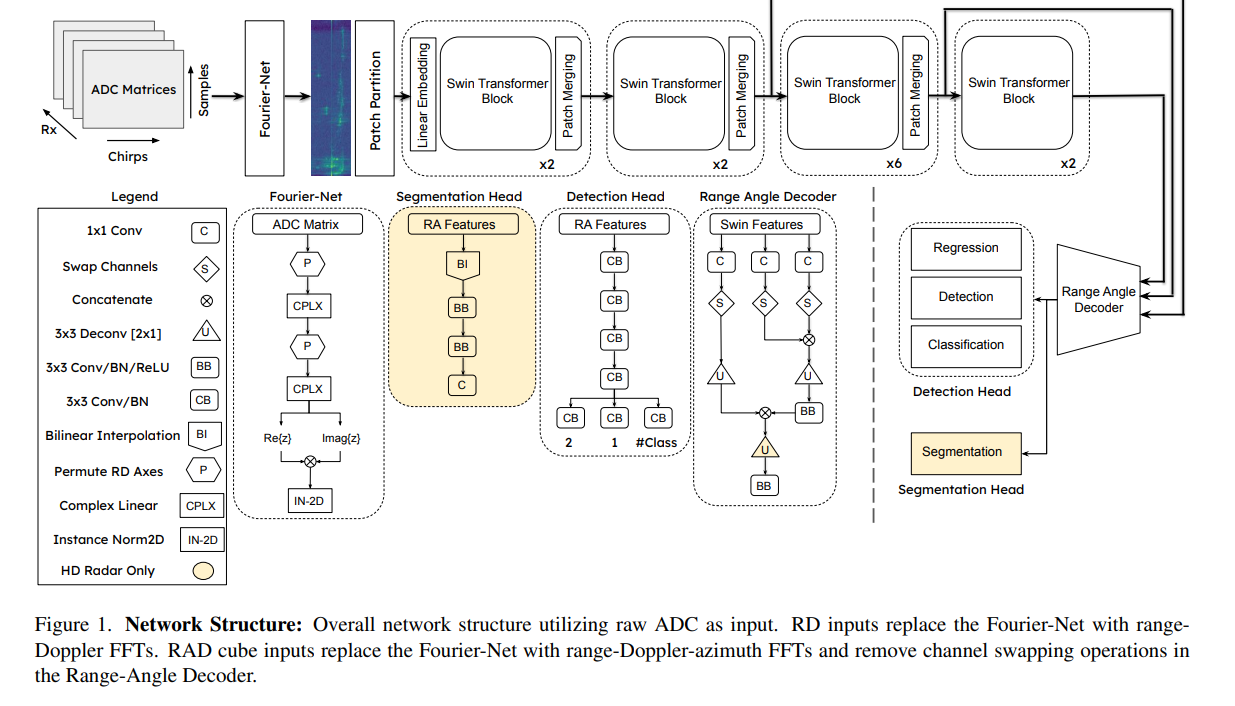 ADC Matrices
Samples
Rx
Chirps
Fourier-Net
Patch Partition
Linear Embedding
Swin Transformer
Block
Patch Merging
x2
Swin Transformer
Block
Patch Merging
x2
Swin Transformer
Block
Patch Merging
x6
Swin Transformer
Block
x2
Legend
1x1 Conv
C
Swap Channels
S
Concatenate
3x3 Deconv [2x1]
U
3x3 Conv/BN/ReLU
BB
3x3 Conv/BN
CB
Bilinear Interpolation
BI
Permute RD Axes
P
Complex Linear
CPLX
Instance Norm2D
IN-2D
HD Radar Only
Fourier-Net
ADC Matrix
P
CPLX
P
CPLX
Re{z}
Imag{z}
IN-2D
Segmentation Head
RA Features
BI
BB
BB
C
Detection Head
RA Features
CB
CB
CB
CB
CB
CB
CB
2
1
#Class
Range Angle Decoder
Swin Features
C
C
C
S
S
S
U
U
BB
U
BB
Regression
Detection
Classification
Detection Head
Range Angle
Decoder
Segmentation
Segmentation Head
Figure 1. Network Structure: Overall network structure utilizing raw ADC as input. RD inputs replace the Fourier-Net with range-
Doppler FFTs. RAD cube inputs replace the Fourier-Net with range-Doppler-azimuth FFTs and remove channel swapping operations in
the Range-Angle Decoder.